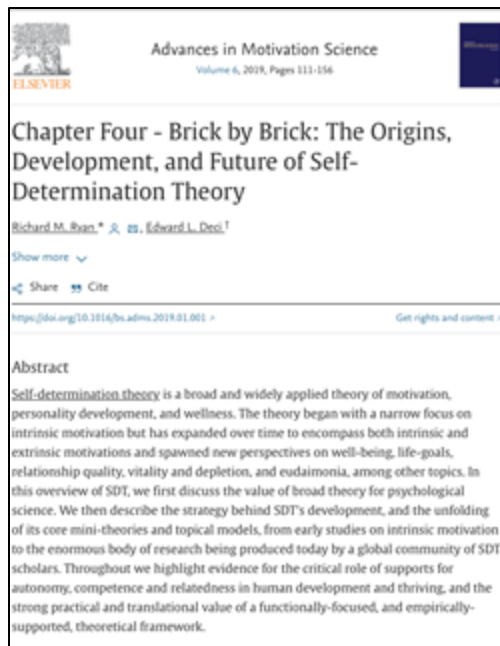 ELSEVIER
Advances in Motivation Science
Volume 6, 2019, Pages 111-156
Chapter Four - Brick by Brick: The Origins,
Development, and Future of Self-
Determination Theory
Richard M. Ryan *, Edward L. Deci †
Show more
Share Cite
https://doi.org/10.1016/bs.adms.2019.01.001
Get rights and content
Abstract
Self-determination theory is a broad and widely applied theory of motivation,
personality development, and wellness. The theory began with a narrow focus on
intrinsic motivation but has expanded over time to encompass both intrinsic and
extrinsic motivations and spawned new perspectives on well-being, life-goals,
relationship quality, vitality and depletion, and eudaimonia, among other topics. In
this overview of SDT, we first discuss the value of broad theory for psychological
science. We then describe the strategy behind SDT's development, and the unfolding
of its core mini-theories and topical models, from early studies on intrinsic motivation
to the enormous body of research being produced today by a global community of SDT
scholars. Throughout we highlight evidence for the critical role of supports for
autonomy, competence and relatedness in human development and thriving, and the
strong practical and translational value of a functionally-focused, and empirically-
supported, theoretical framework.